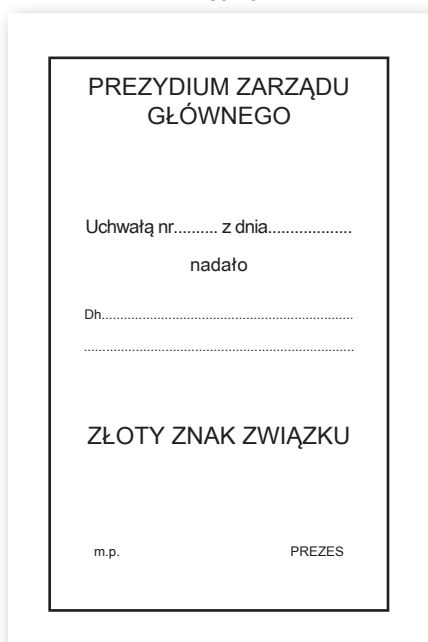 PREZYDIUM ZARZĄDU
GŁÓWNEGO
Uchwałą nr.......... z dnia...................
nadało
Dh....................................................................
.........................................................................
ZŁOTY ZNAK ZWIĄZKU
m.p. PREZES